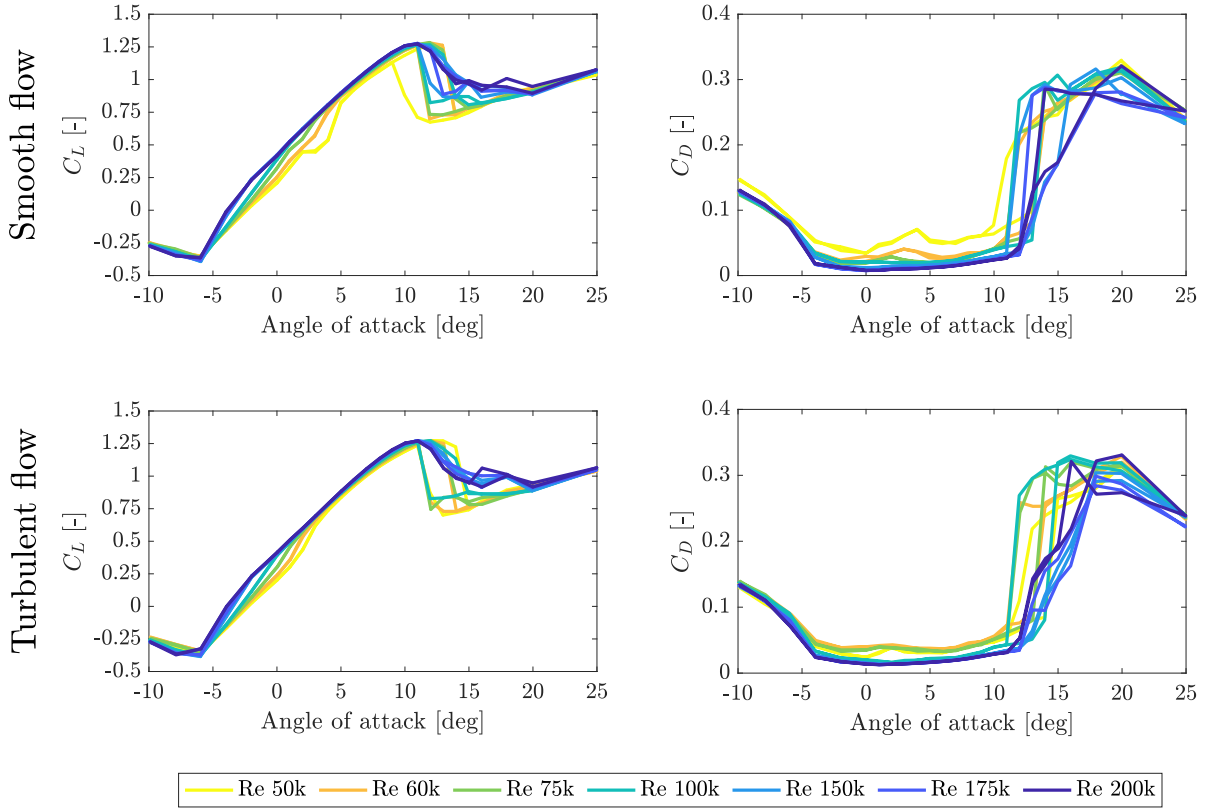 Smooth flow
1.5
1.25
1
0.75
0.5
0.25
0
-0.25
-0.5
C_L [-]
-10 -5 0 5 10 15 20 25
Angle of attack [deg]
0.4
0.3
0.2
0.1
0
C_D [-]
-10 -5 0 5 10 15 20 25
Angle of attack [deg]
Turbulent flow
1.5
1.25
1
0.75
0.5
0.25
0
-0.25
-0.5
C_L [-]
-10 -5 0 5 10 15 20 25
Angle of attack [deg]
0.4
0.3
0.2
0.1
0
C_D [-]
-10 -5 0 5 10 15 20 25
Angle of attack [deg]
Re 50k Re 60k Re 75k Re 100k Re 150k Re 175k Re 200k